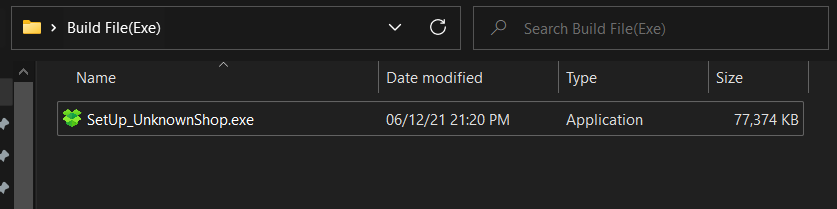 Build File(Exe) Search Build File(Exe)
Name Date modified Type Size
SetUp_UnknownShop.exe 06/12/21 21:20 PM Application 77,374 KB